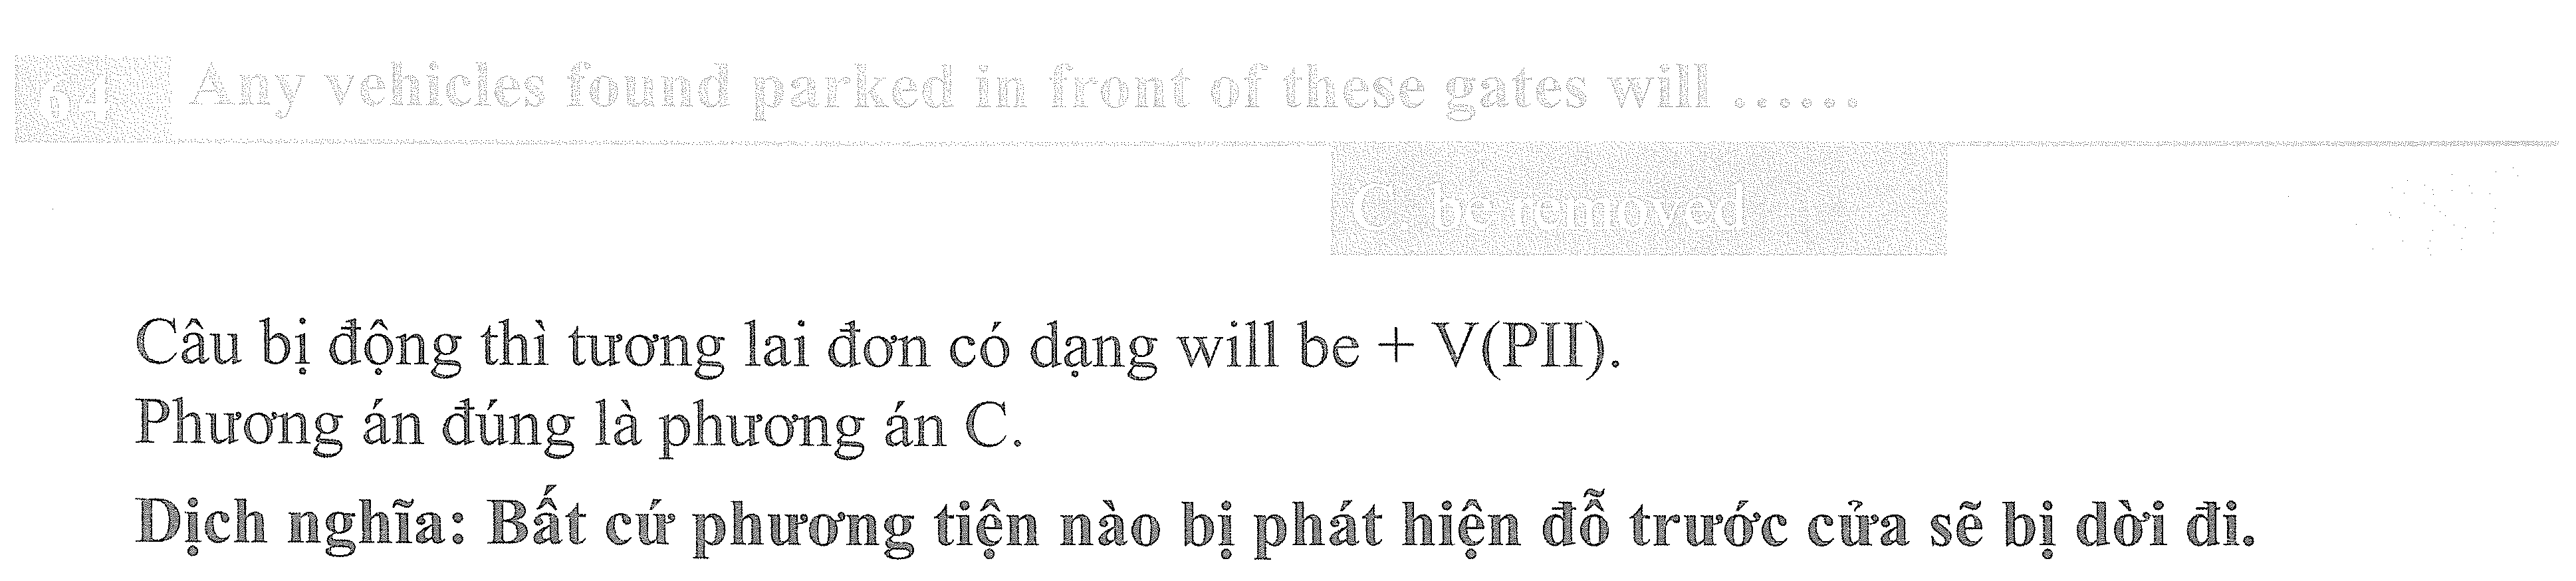 64 Any vehicles found parked in front of these gates will ......
C. be removed
Câu bị động thì tương lai đơn có dạng will be + V(PII).
Phương án đúng là phương án C.
Dịch nghĩa: Bất cứ phương tiện nào bị phát hiện đỗ trước cửa sẽ bị dời đi.